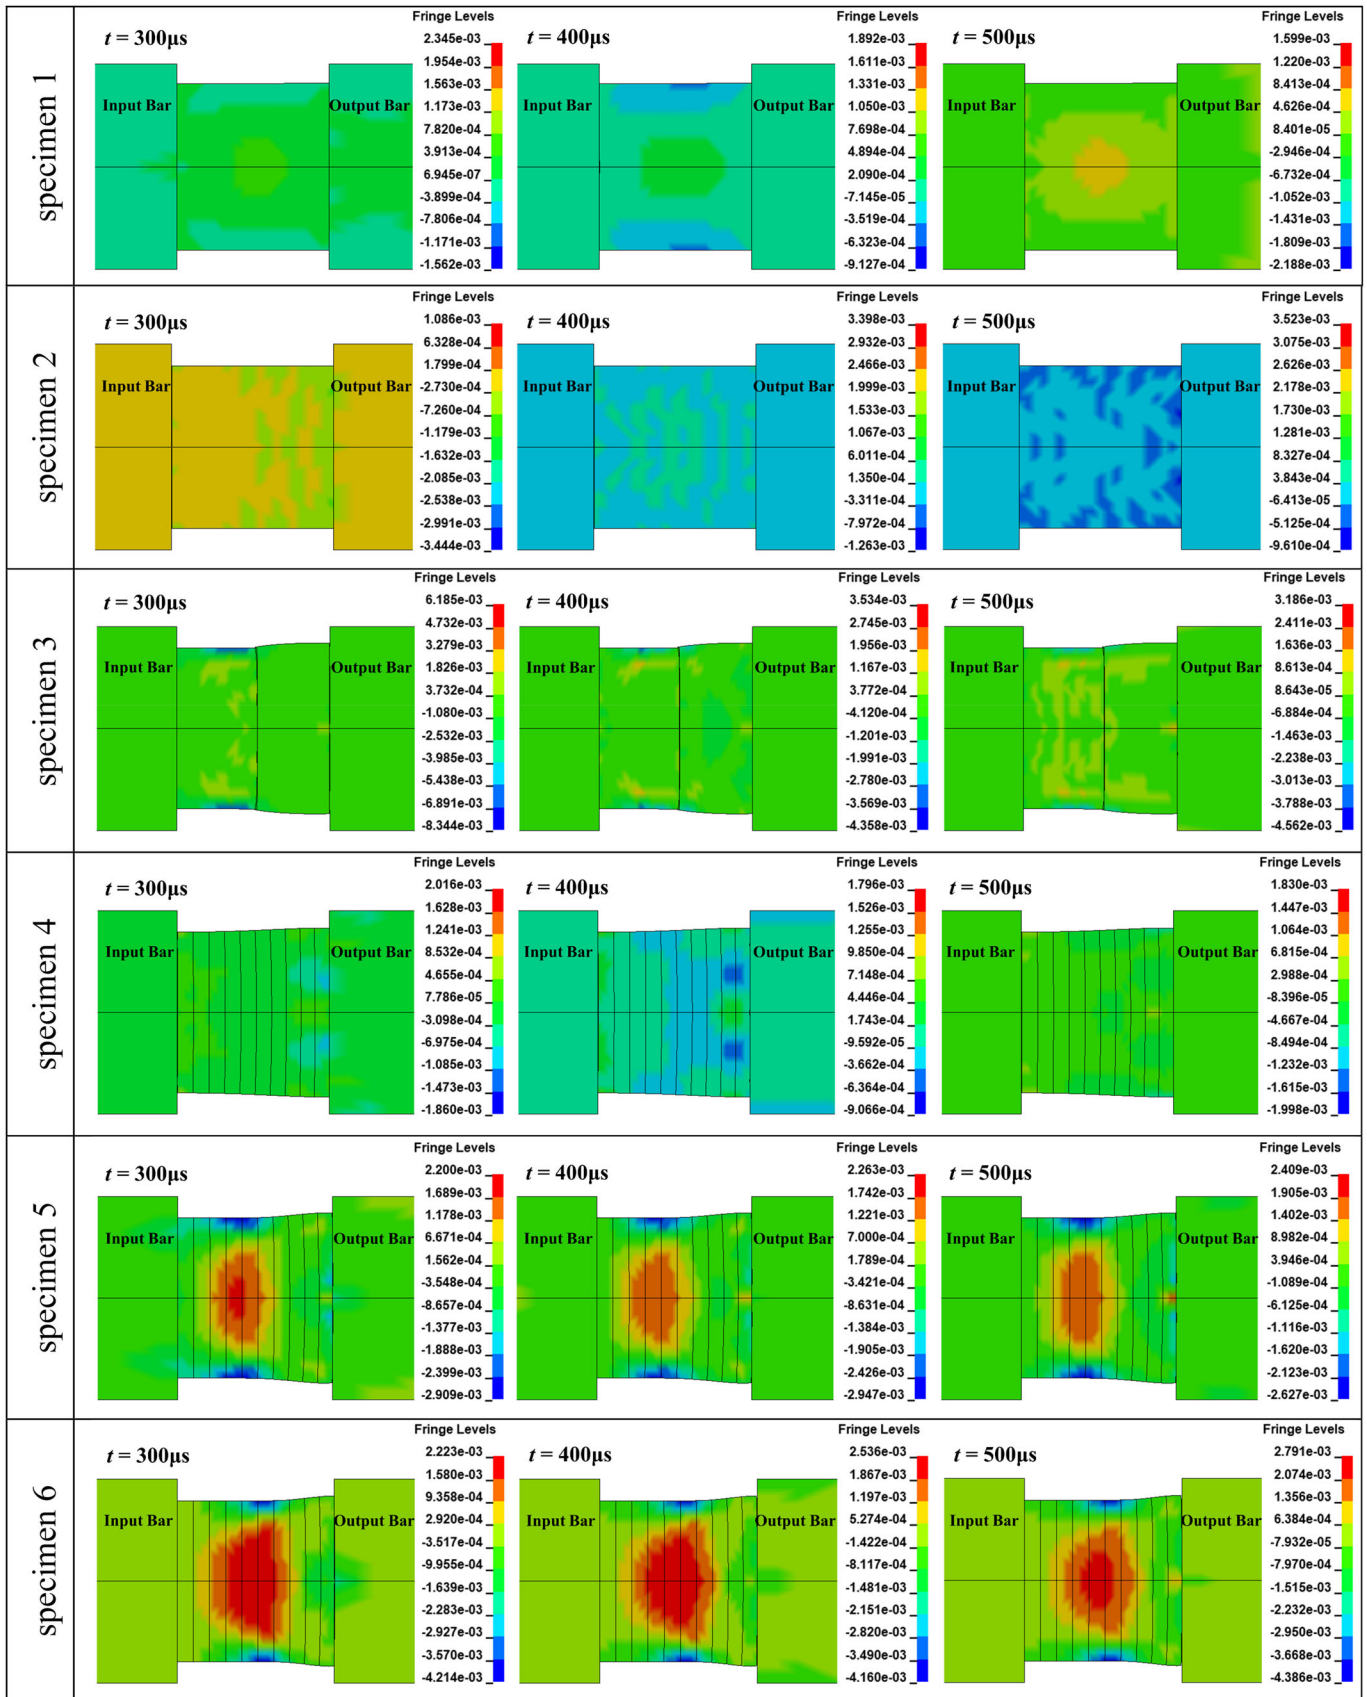 specimen 1
t = 300μs
Input Bar
Output Bar
Fringe Levels
2.345e-03
1.954e-03
1.563e-03
1.173e-03
7.820e-04
3.913e-04
6.945e-07
-3.899e-04
-7.806e-04
-1.171e-03
-1.562e-03
t = 400μs
Input Bar
Output Bar
Fringe Levels
1.892e-03
1.611e-03
1.331e-03
1.050e-03
7.698e-04
4.894e-04
2.090e-04
-7.145e-05
-3.519e-04
-6.323e-04
-9.127e-04
t = 500μs
Input Bar
Output Bar
Fringe Levels
1.599e-03
1.220e-03
8.413e-04
4.626e-04
8.401e-05
-2.946e-04
-6.732e-04
-1.052e-03
-1.431e-03
-1.809e-03
-2.188e-03
specimen 2
t = 300μs
Input Bar
Output Bar
Fringe Levels
1.086e-03
6.328e-04
1.799e-04
-2.730e-04
-7.260e-04
-1.179e-03
-1.632e-03
-2.085e-03
-2.538e-03
-2.991e-03
-3.444e-03
t = 400μs
Input Bar
Output Bar
Fringe Levels
3.398e-03
2.932e-03
2.466e-03
1.999e-03
1.533e-03
1.067e-03
6.011e-04
1.350e-04
-3.311e-04
-7.972e-04
-1.263e-03
t = 500μs
Input Bar
Output Bar
Fringe Levels
3.523e-03
3.075e-03
2.626e-03
2.178e-03
1.730e-03
1.281e-03
8.327e-04
3.843e-04
-6.413e-05
-5.125e-04
-9.610e-04
specimen 3
t = 300μs
Input Bar
Output Bar
Fringe Levels
6.185e-03
4.732e-03
3.279e-03
1.826e-03
3.732e-04
-1.080e-03
-2.532e-03
-3.985e-03
-5.438e-03
-6.891e-03
-8.344e-03
t = 400μs
Input Bar
Output Bar
Fringe Levels
3.534e-03
2.745e-03
1.956e-03
1.167e-03
3.772e-04
-4.120e-04
-1.201e-03
-1.991e-03
-2.780e-03
-3.569e-03
-4.358e-03
t = 500μs
Input Bar
Output Bar
Fringe Levels
3.186e-03
2.411e-03
1.636e-03
8.613e-04
8.643e-05
-6.884e-04
-1.463e-03
-2.238e-03
-3.013e-03
-3.788e-03
-4.562e-03
specimen 4
t = 300μs
Input Bar
Output Bar
Fringe Levels
2.016e-03
1.628e-03
1.241e-03
8.532e-04
4.655e-04
7.786e-05
-3.098e-04
-6.975e-04
-1.085e-03
-1.473e-03
-1.860e-03
t = 400μs
Input Bar
Output Bar
Fringe Levels
1.796e-03
1.526e-03
1.255e-03
9.850e-04
7.148e-04
4.446e-04
1.743e-04
-9.592e-05
-3.662e-04
-6.364e-04
-9.066e-04
t = 500μs
Input Bar
Output Bar
Fringe Levels
1.830e-03
1.447e-03
1.064e-03
6.815e-04
2.988e-04
-8.396e-05
-4.667e-04
-8.494e-04
-1.232e-03
-1.615e-03
-1.998e-03
specimen 5
t = 300μs
Input Bar
Output Bar
Fringe Levels
2.200e-03
1.689e-03
1.178e-03
6.671e-04
1.562e-04
-3.548e-04
-8.657e-04
-1.377e-03
-1.888e-03
-2.399e-03
-2.909e-03
t = 400μs
Input Bar
Output Bar
Fringe Levels
2.263e-03
1.742e-03
1.221e-03
7.000e-04
1.789e-04
-3.421e-04
-8.631e-04
-1.384e-03
-1.905e-03
-2.426e-03
-2.947e-03
t = 500μs
Input Bar
Output Bar
Fringe Levels
2.409e-03
1.905e-03
1.402e-03
8.982e-04
3.946e-04
-1.089e-04
-6.125e-04
-1.116e-03
-1.620e-03
-2.123e-03
-2.627e-03
specimen 6
t = 300μs
Input Bar
Output Bar
Fringe Levels
2.223e-03
1.580e-03
9.358e-04
2.920e-04
-3.517e-04
-9.955e-04
-1.639e-03
-2.283e-03
-2.927e-03
-3.570e-03
-4.214e-03
t = 400μs
Input Bar
Output Bar
Fringe Levels
2.536e-03
1.867e-03
1.197e-03
5.274e-04
-1.422e-04
-8.117e-04
-1.481e-03
-2.151e-03
-2.820e-03
-3.490e-03
-4.160e-03
t = 500μs
Input Bar
Output Bar
Fringe Levels
2.791e-03
2.074e-03
1.356e-03
6.384e-04
-7.932e-05
-7.970e-04
-1.515e-03
-2.232e-03
-2.950e-03
-3.668e-03
-4.386e-03